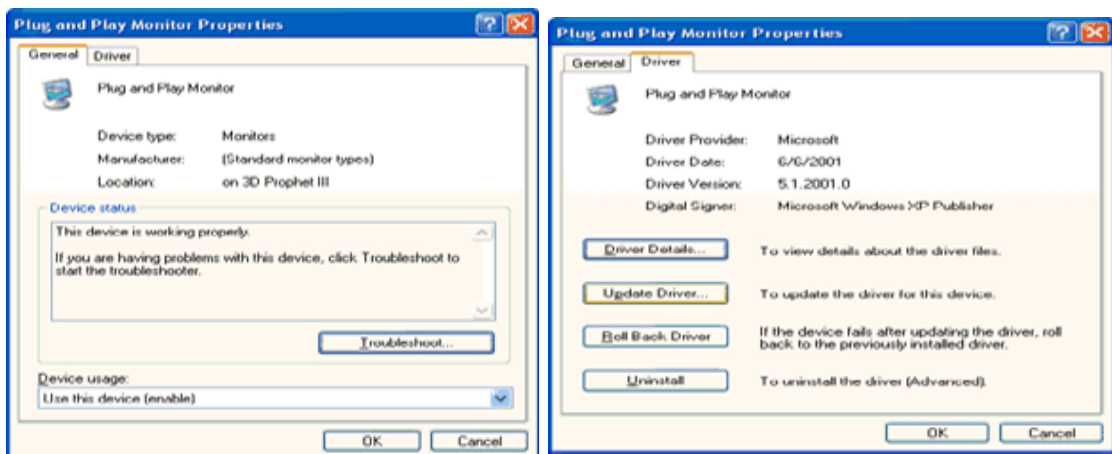 Plug and Play Monitor Properties
General Driver
Plug and Play Monitor
Device type: Monitors
Manufacturer: (Standard monitor types)
Location: on 3D Prophet III
Device status
This device is working properly.
If you are having problems with this device, click Troubleshoot to
start the troubleshooter.
Troubleshoot...
Device usage:
Use this device (enable)
OK Cancel
Plug and Play Monitor Properties
General Driver
Plug and Play Monitor
Driver Provider: Microsoft
Driver Date: 6/6/2001
Driver Version: 5.1.2001.0
Digital Signer: Microsoft Windows XP Publisher
Driver Details... To view details about the driver files.
Update Driver... To update the driver for this device.
Roll Back Driver If the device fails after updating the driver, roll
back to the previously installed driver.
Uninstall To uninstall the driver (Advanced).
OK Cancel